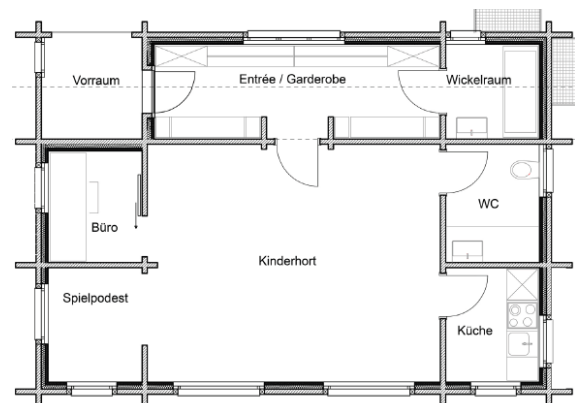 Vorraum
Entrée / Garderobe
Wickelraum
Büro
Kinderhort
WC
Spielpodest
Küche